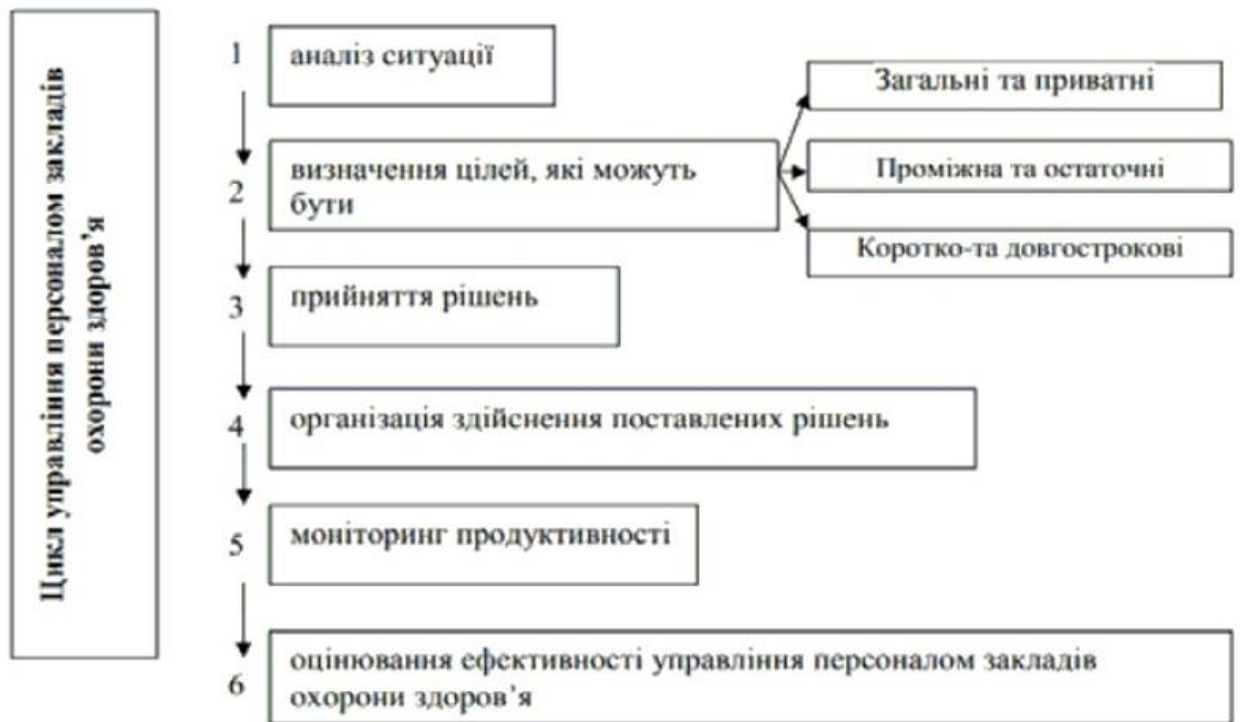 Цикл управління персоналом закладів
охорони здоров’я
1
аналіз ситуації
2
визначення цілей, які можуть
бути
Загальні та приватні
Проміжна та остаточні
Коротко-та довгострокові
3
прийняття рішень
4
організація здійснення поставлених рішень
5
моніторинг продуктивності
6
оцінювання ефективності управління персоналом закладів
охорони здоров’я